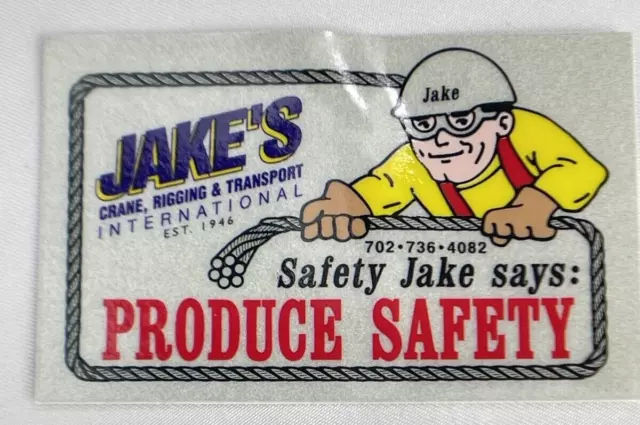 Jake
JAKE'S
CRANE, RIGGING & TRANSPORT
INTERNATIONAL
EST. 1946
702•736•4082
Safety Jake says:
PRODUCE SAFETY